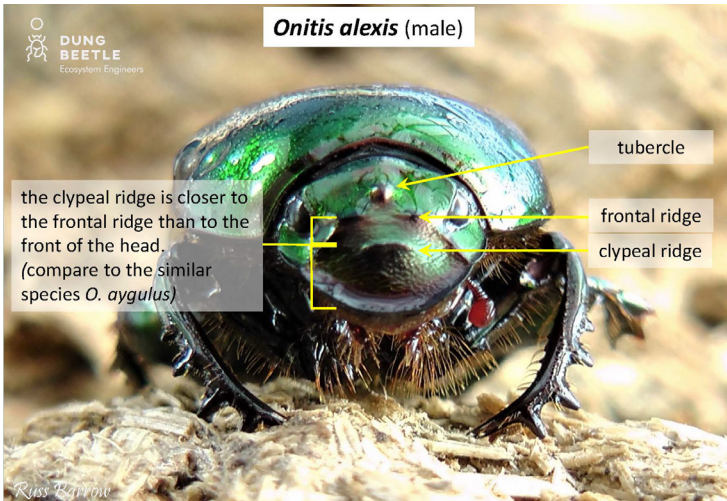 DUNG
BEETLE
Ecosystem Engineers
Onitis alexis (male)
tubercle
the clypeal ridge is closer to
the frontal ridge than to the
front of the head.
(compare to the similar
species O. aygulus)
frontal ridge
clypeal ridge
Russ Barrow